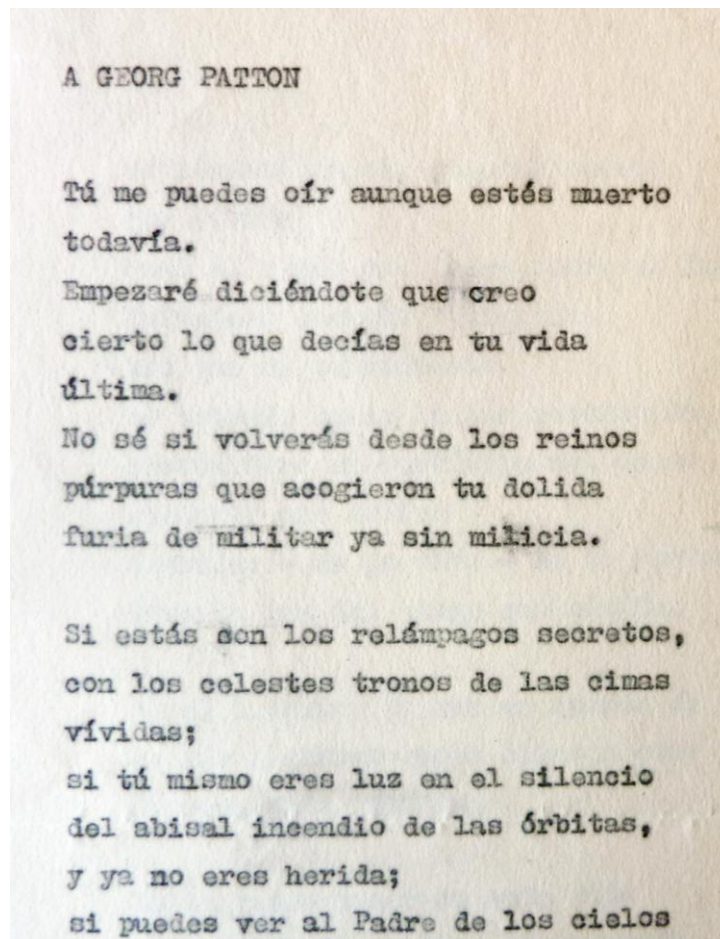 A GEORG PATTON
Tú me puedes oír aunque estés muerto
todavía.
Empezaré diciéndote que creo
cierto lo que decías en tu vida
última.
No sé si volverás desde los reinos
púrpuras que acogieron tu dolida
furia de militar ya sin milicia.
Si estás con los relámpagos secretos,
con los celestes tronos de las cimas
vívidas;
si tú mismo eres luz en el silencio
del abisal incendio de las órbitas,
y ya no eres herida;
si puedes ver al Padre de los cielos